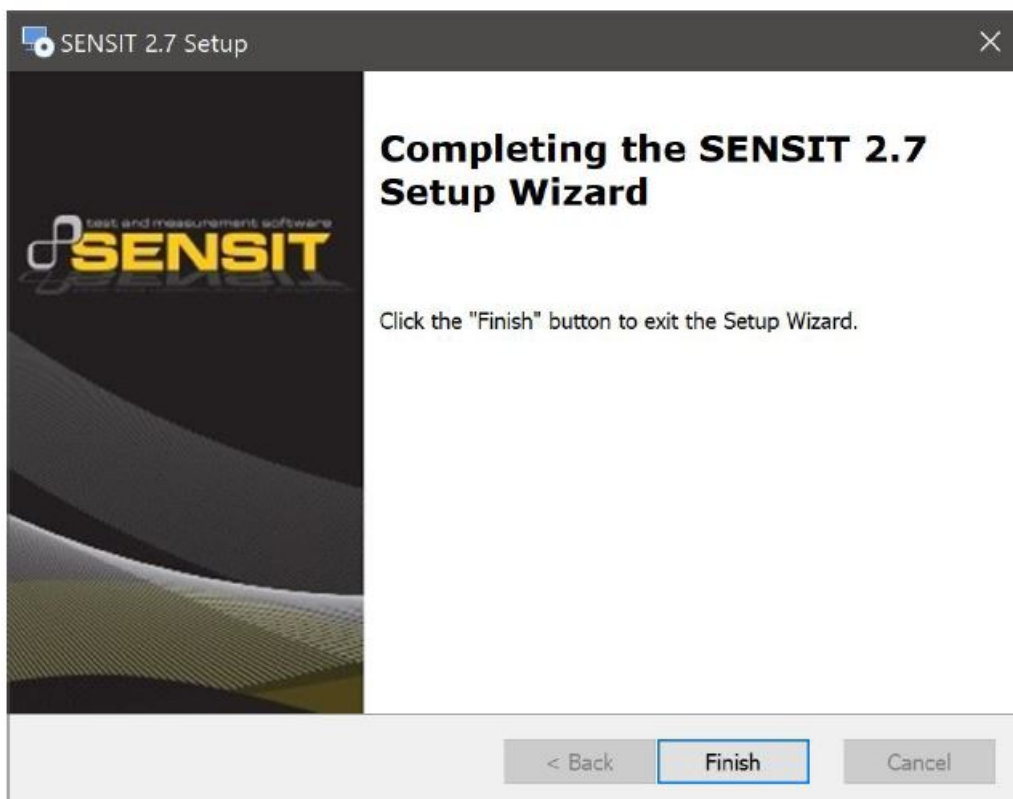 SENSIT 2.7 Setup
test and measurement software
SENSIT
Completing the SENSIT 2.7
Setup Wizard
Click the "Finish" button to exit the Setup Wizard.
< Back
Finish
Cancel